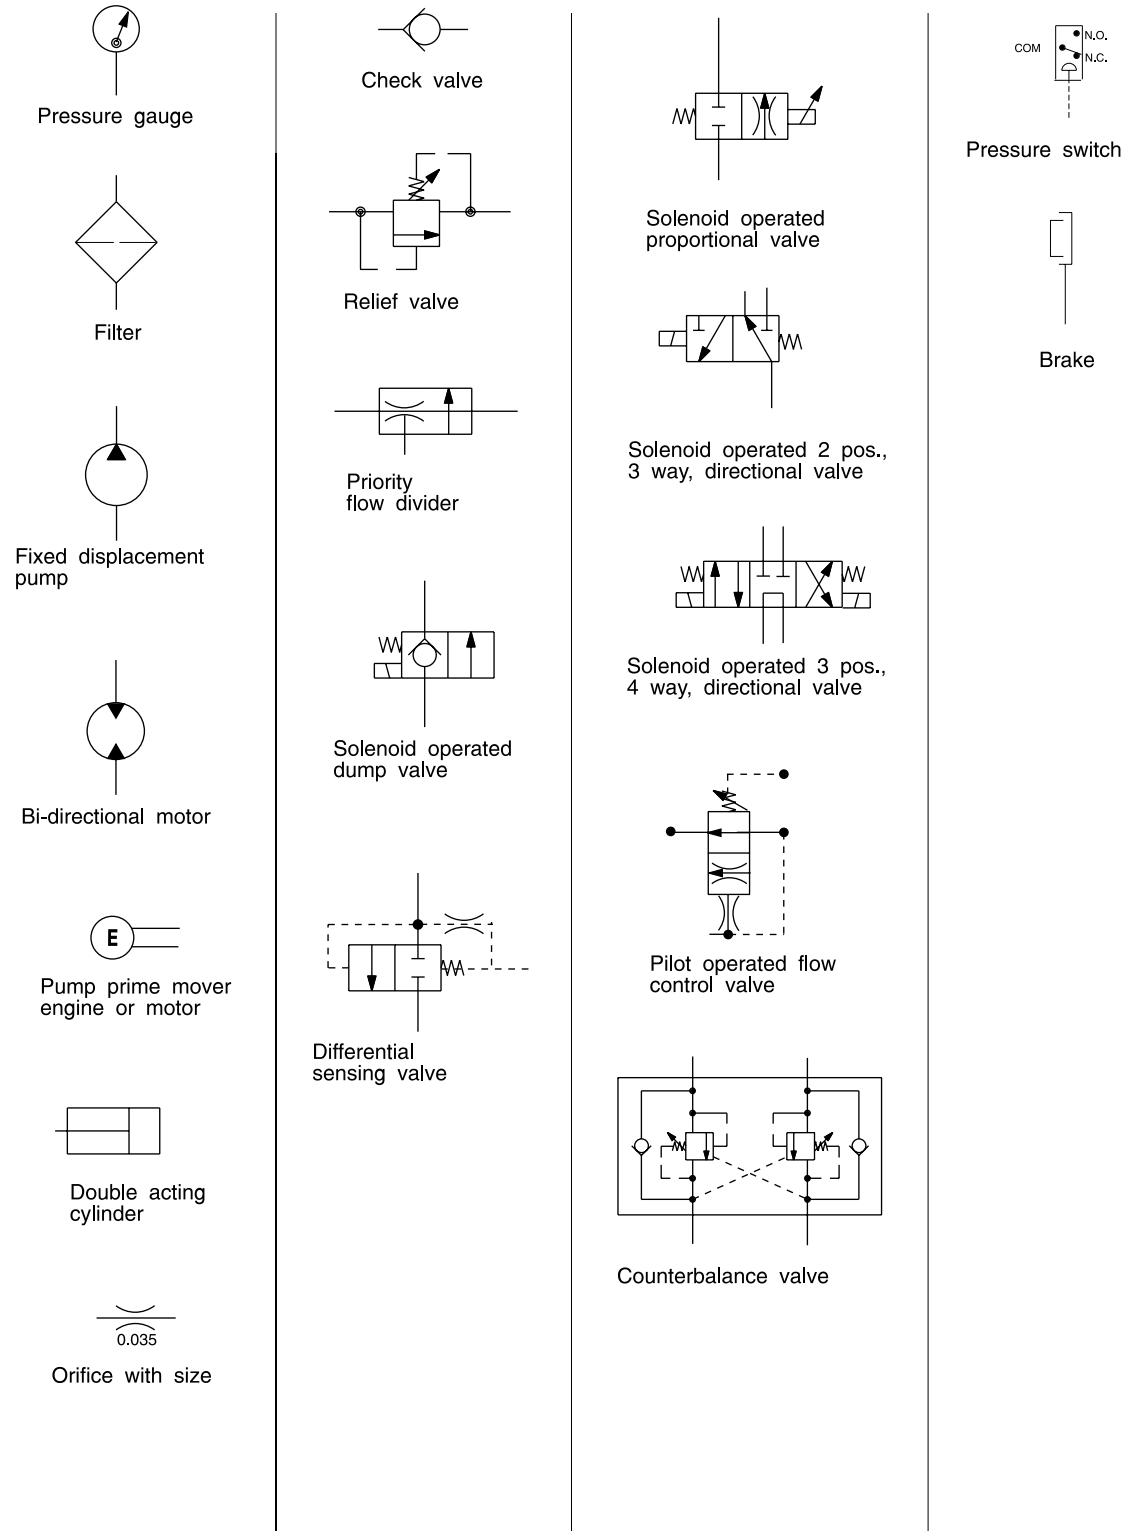 Pressure gauge
Filter
Fixed displacement
pump
Bi-directional motor
E
Pump prime mover
engine or motor
Double acting
cylinder
0.035
Orifice with size
Check valve
Relief valve
Priority
flow divider
Solenoid operated
dump valve
Differential
sensing valve
Solenoid operated
proportional valve
Solenoid operated 2 pos.,
3 way, directional valve
Solenoid operated 3 pos.,
4 way, directional valve
Pilot operated flow
control valve
Counterbalance valve
N.O.
COM
N.C.
Pressure switch
Brake